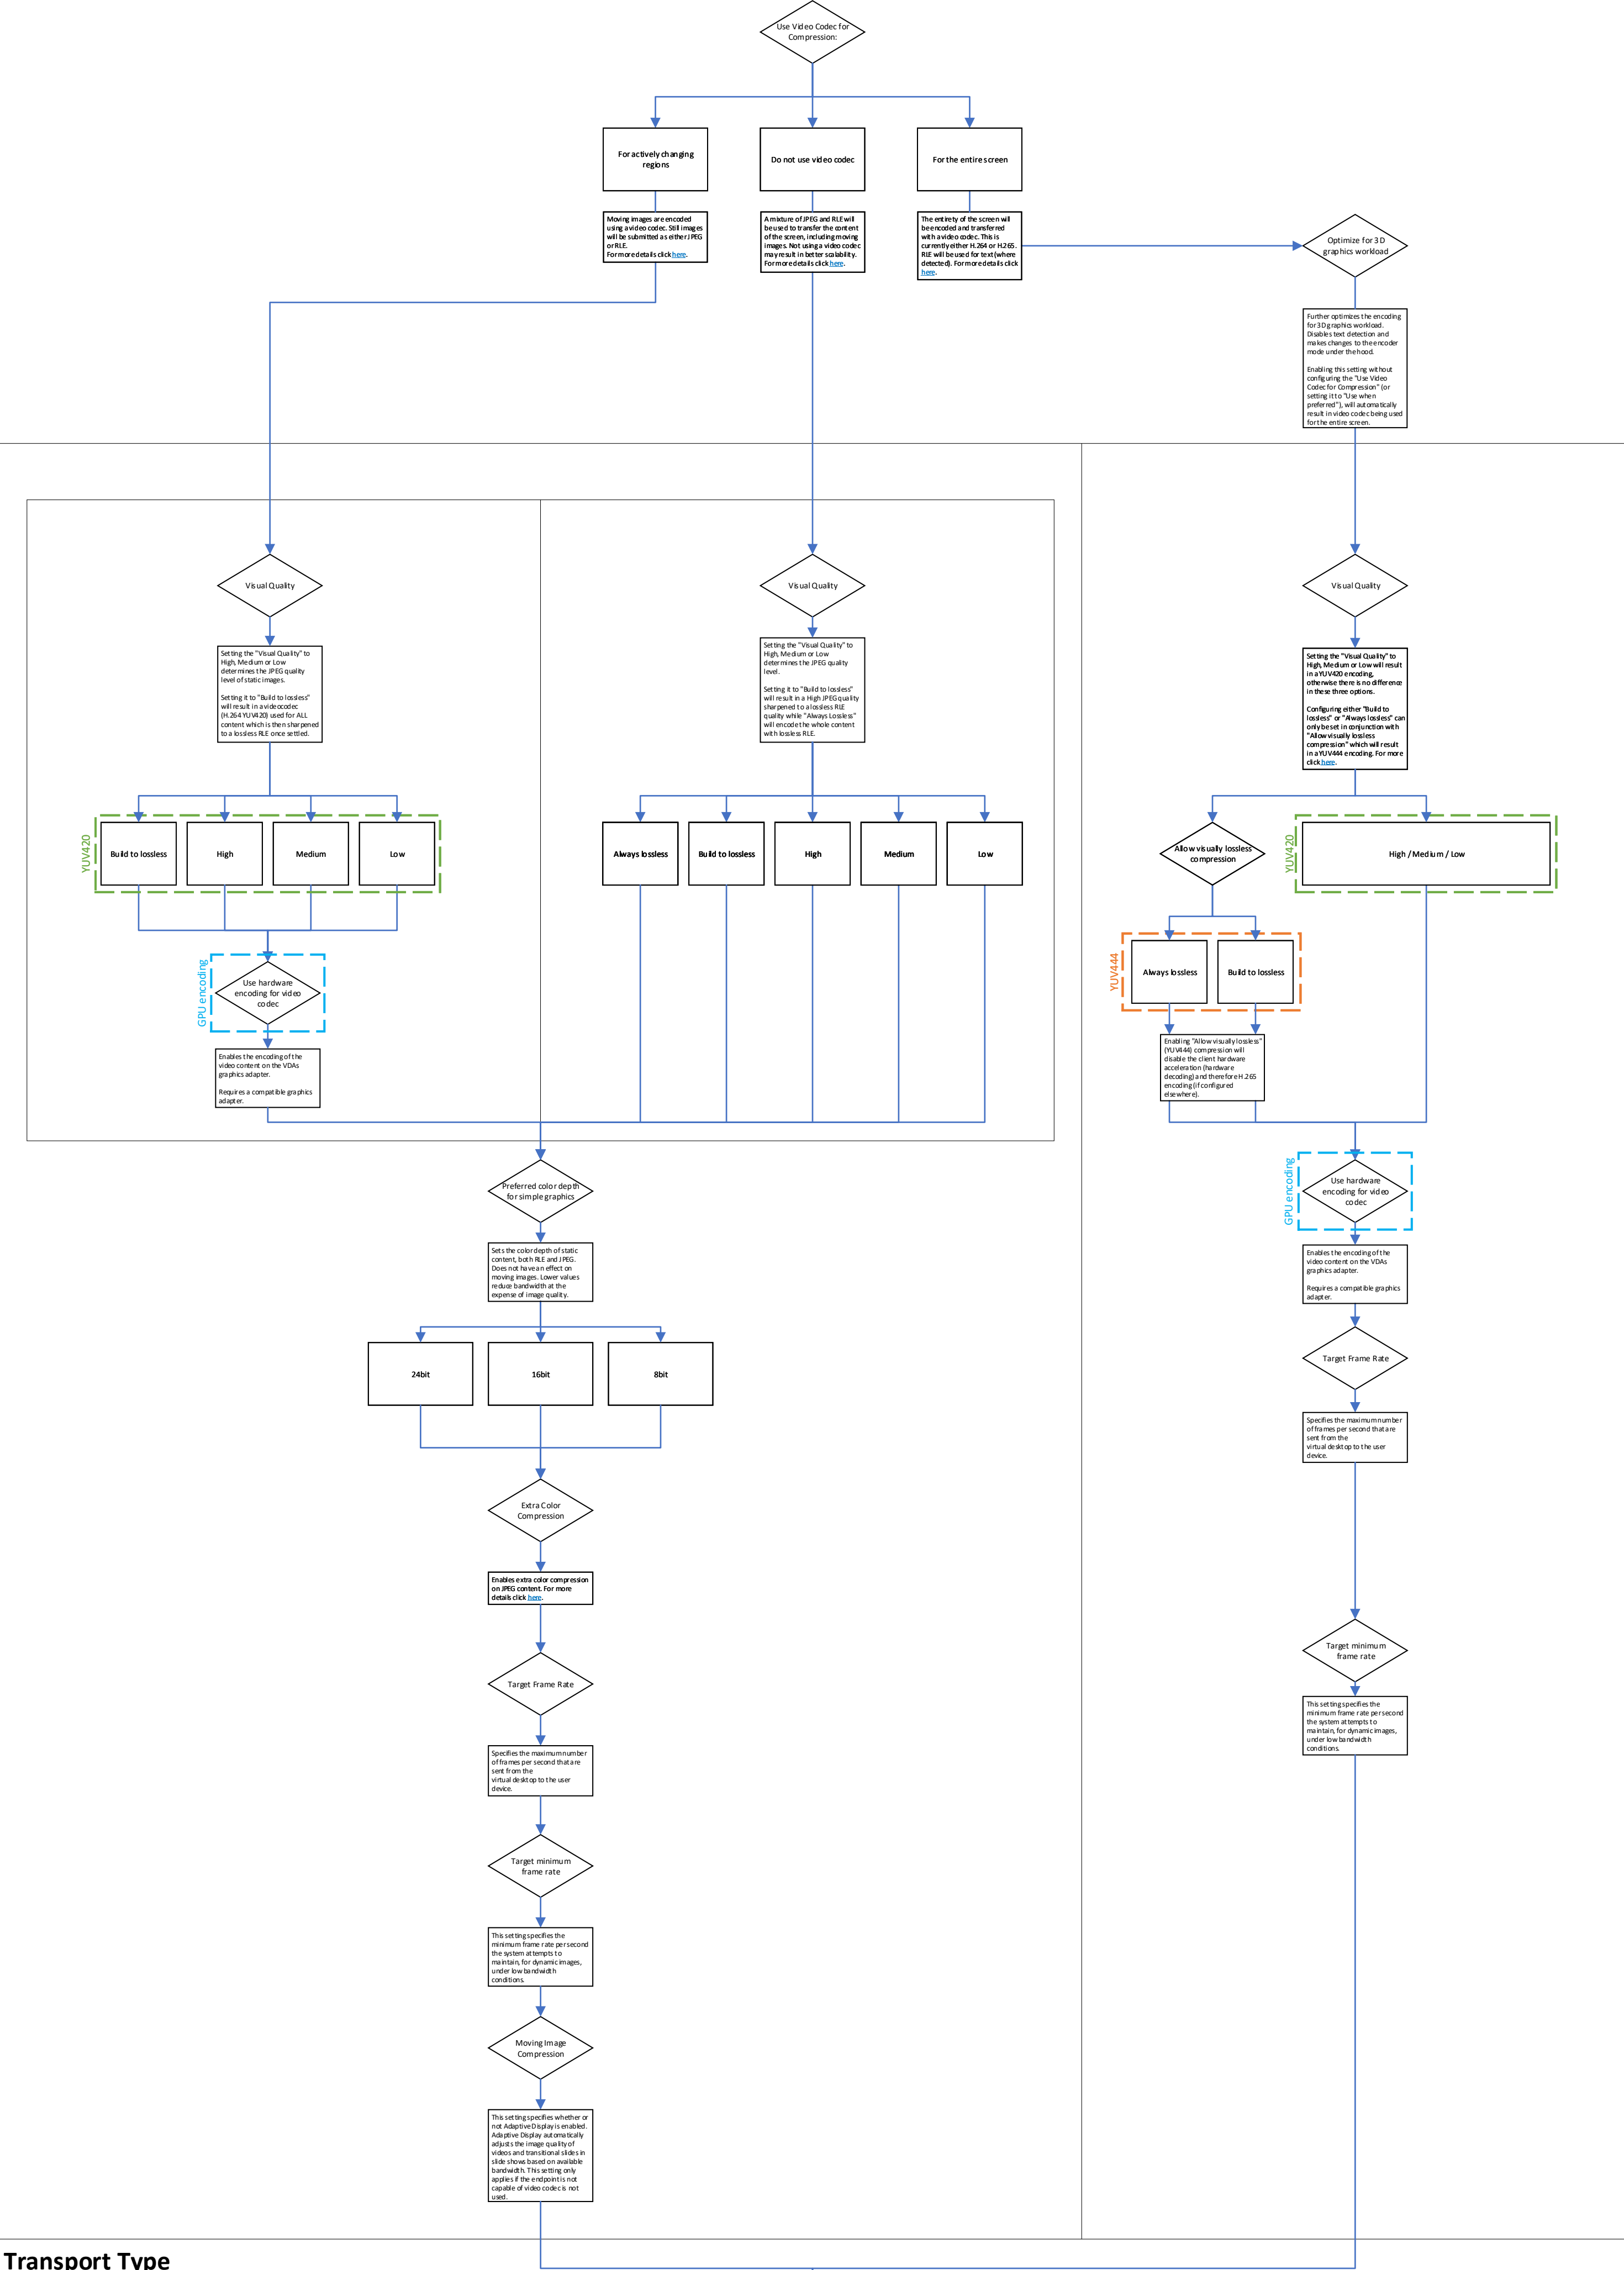 Use Video Codec for
Compression:
For actively changing
regions
Do not use video codec
For the entire screen
Moving images are encoded
using a video codec. Still images
will be submitted as either JPEG
or RLE.
For more details click here.
A mixture of JPEG and RLE will
be used to transfer the content
of the screen, including moving
images. Not using a video codec
may result in better scalability.
For more details click here.
The entirety of the screen will
be encoded and transferred
with a video codec. This is
currently either H.264 or H.265.
RLE will be used for text (where
detected). For more details click
here.
Optimize for 3D
graphics workload
Further optimizes the encoding
for 3D graphics workload.
Disables text detection and
makes changes to the encoder
mode under the hood.
Enabling this setting without
configuring the "Use Video
Codec for Compression" (or
setting it to "Use when
preferred"), will automatically
result in video codec being used
for the entire screen.
Visual Quality
Visual Quality
Visual Quality
Setting the "Visual Quality" to
High, Medium or Low
determines the JPEG quality
level of static images.
Setting it to "Build to lossless"
will result in a videocodec
(H.264 YUV420) used for ALL
content which is then sharpened
to a lossless RLE once settled.
Setting the "Visual Quality" to
High, Medium or Low
determines the JPEG quality
level.
Setting it to "Build to lossless"
will result in a High JPEG quality
sharpened to a lossless RLE
quality while "Always Lossless"
will encode the whole content
with lossless RLE.
Setting the "Visual Quality" to
High, Medium or Low will result
in a YUV420 encoding,
otherwise there is no difference
in these three options.
Configuring either "Build to
lossless" or "Always lossless" can
only be set in conjunction with
"Allow visually lossless
compression" which will result
in a YUV444 encoding. For more
click here.
YUV420
Build to lossless
High
Medium
Low
Always lossless
Build to lossless
High
Medium
Low
Allow visually lossless
compression
YUV420
High / Medium / Low
YUV444
Always lossless
Build to lossless
GPU encoding
Use hardware
encoding for video
codec
Enables the encoding of the
video content on the VDAs
graphics adapter.
Requires a compatible graphics
adapter.
Enabling "Allow visually lossless"
(YUV444) compression will
disable the client hardware
acceleration (hardware
decoding) and therefore H.265
encoding (if configured
elsewhere).
Preferred color depth
for simple graphics
Sets the color depth of static
content, both RLE and JPEG.
Does not have an effect on
moving images. Lower values
reduce bandwidth at the
expense of image quality.
24bit
16bit
8bit
Extra Color
Compression
Enables extra color compression
on JPEG content. For more
details click here.
Target Frame Rate
Specifies the maximum number
of frames per second that are
sent from the
virtual desktop to the user
device.
Target minimum
frame rate
This setting specifies the
minimum frame rate per second
the system attempts to
maintain, for dynamic images,
under low bandwidth
conditions.
Moving Image
Compression
This setting specifies whether or
not Adaptive Display is enabled.
Adaptive Display automatically
adjusts the image quality of
videos and transitional slides in
slide shows based on available
bandwidth. This setting only
applies if the endpoint is not
capable of video codec is not
used.
GPU encoding
Use hardware
encoding for video
codec
Enables the encoding of the
video content on the VDAs
graphics adapter.
Requires a compatible graphics
adapter.
Target Frame Rate
Specifies the maximum number
of frames per second that are
sent from the
virtual desktop to the user
device.
Target minimum
frame rate
This setting specifies the
minimum frame rate per second
the system attempts to
maintain, for dynamic images,
under low bandwidth
conditions.
Transport Type